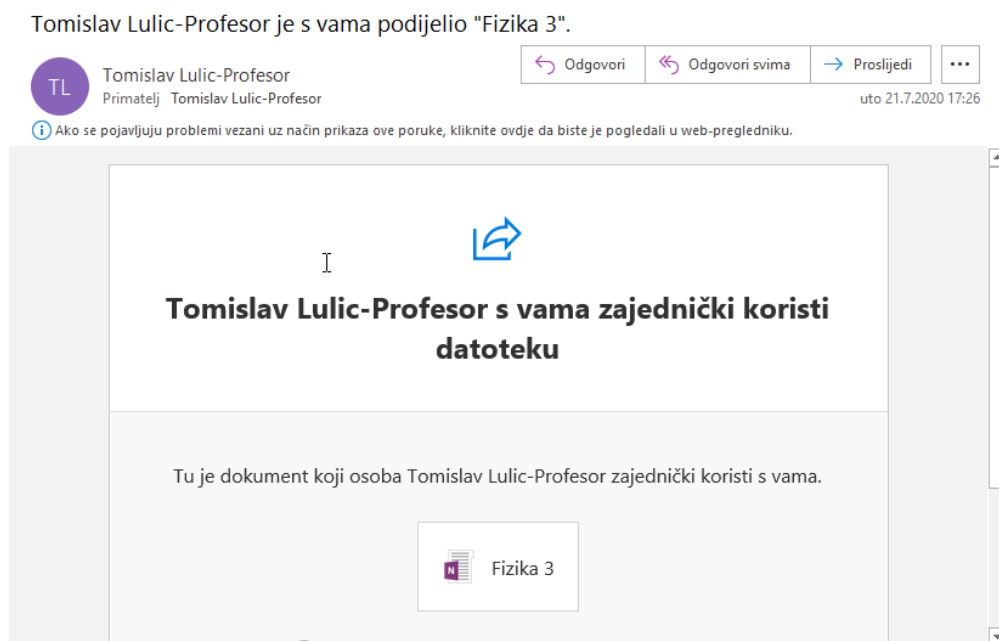 Tomislav Lulic-Profesor je s vama podijelio "Fizika 3".
TL
Tomislav Lulic-Profesor
Primatelj Tomislav Lulic-Profesor
Odgovori
Odgovori svima
Proslijedi
uto 21.7.2020 17:26
Ako se pojavljuju problemi vezani uz način prikaza ove poruke, kliknite ovdje da biste je pogledali u web-pregledniku.
Tomislav Lulic-Profesor s vama zajednički koristi
datoteku
Tu je dokument koji osoba Tomislav Lulic-Profesor zajednički koristi s vama.
N
Fizika 3